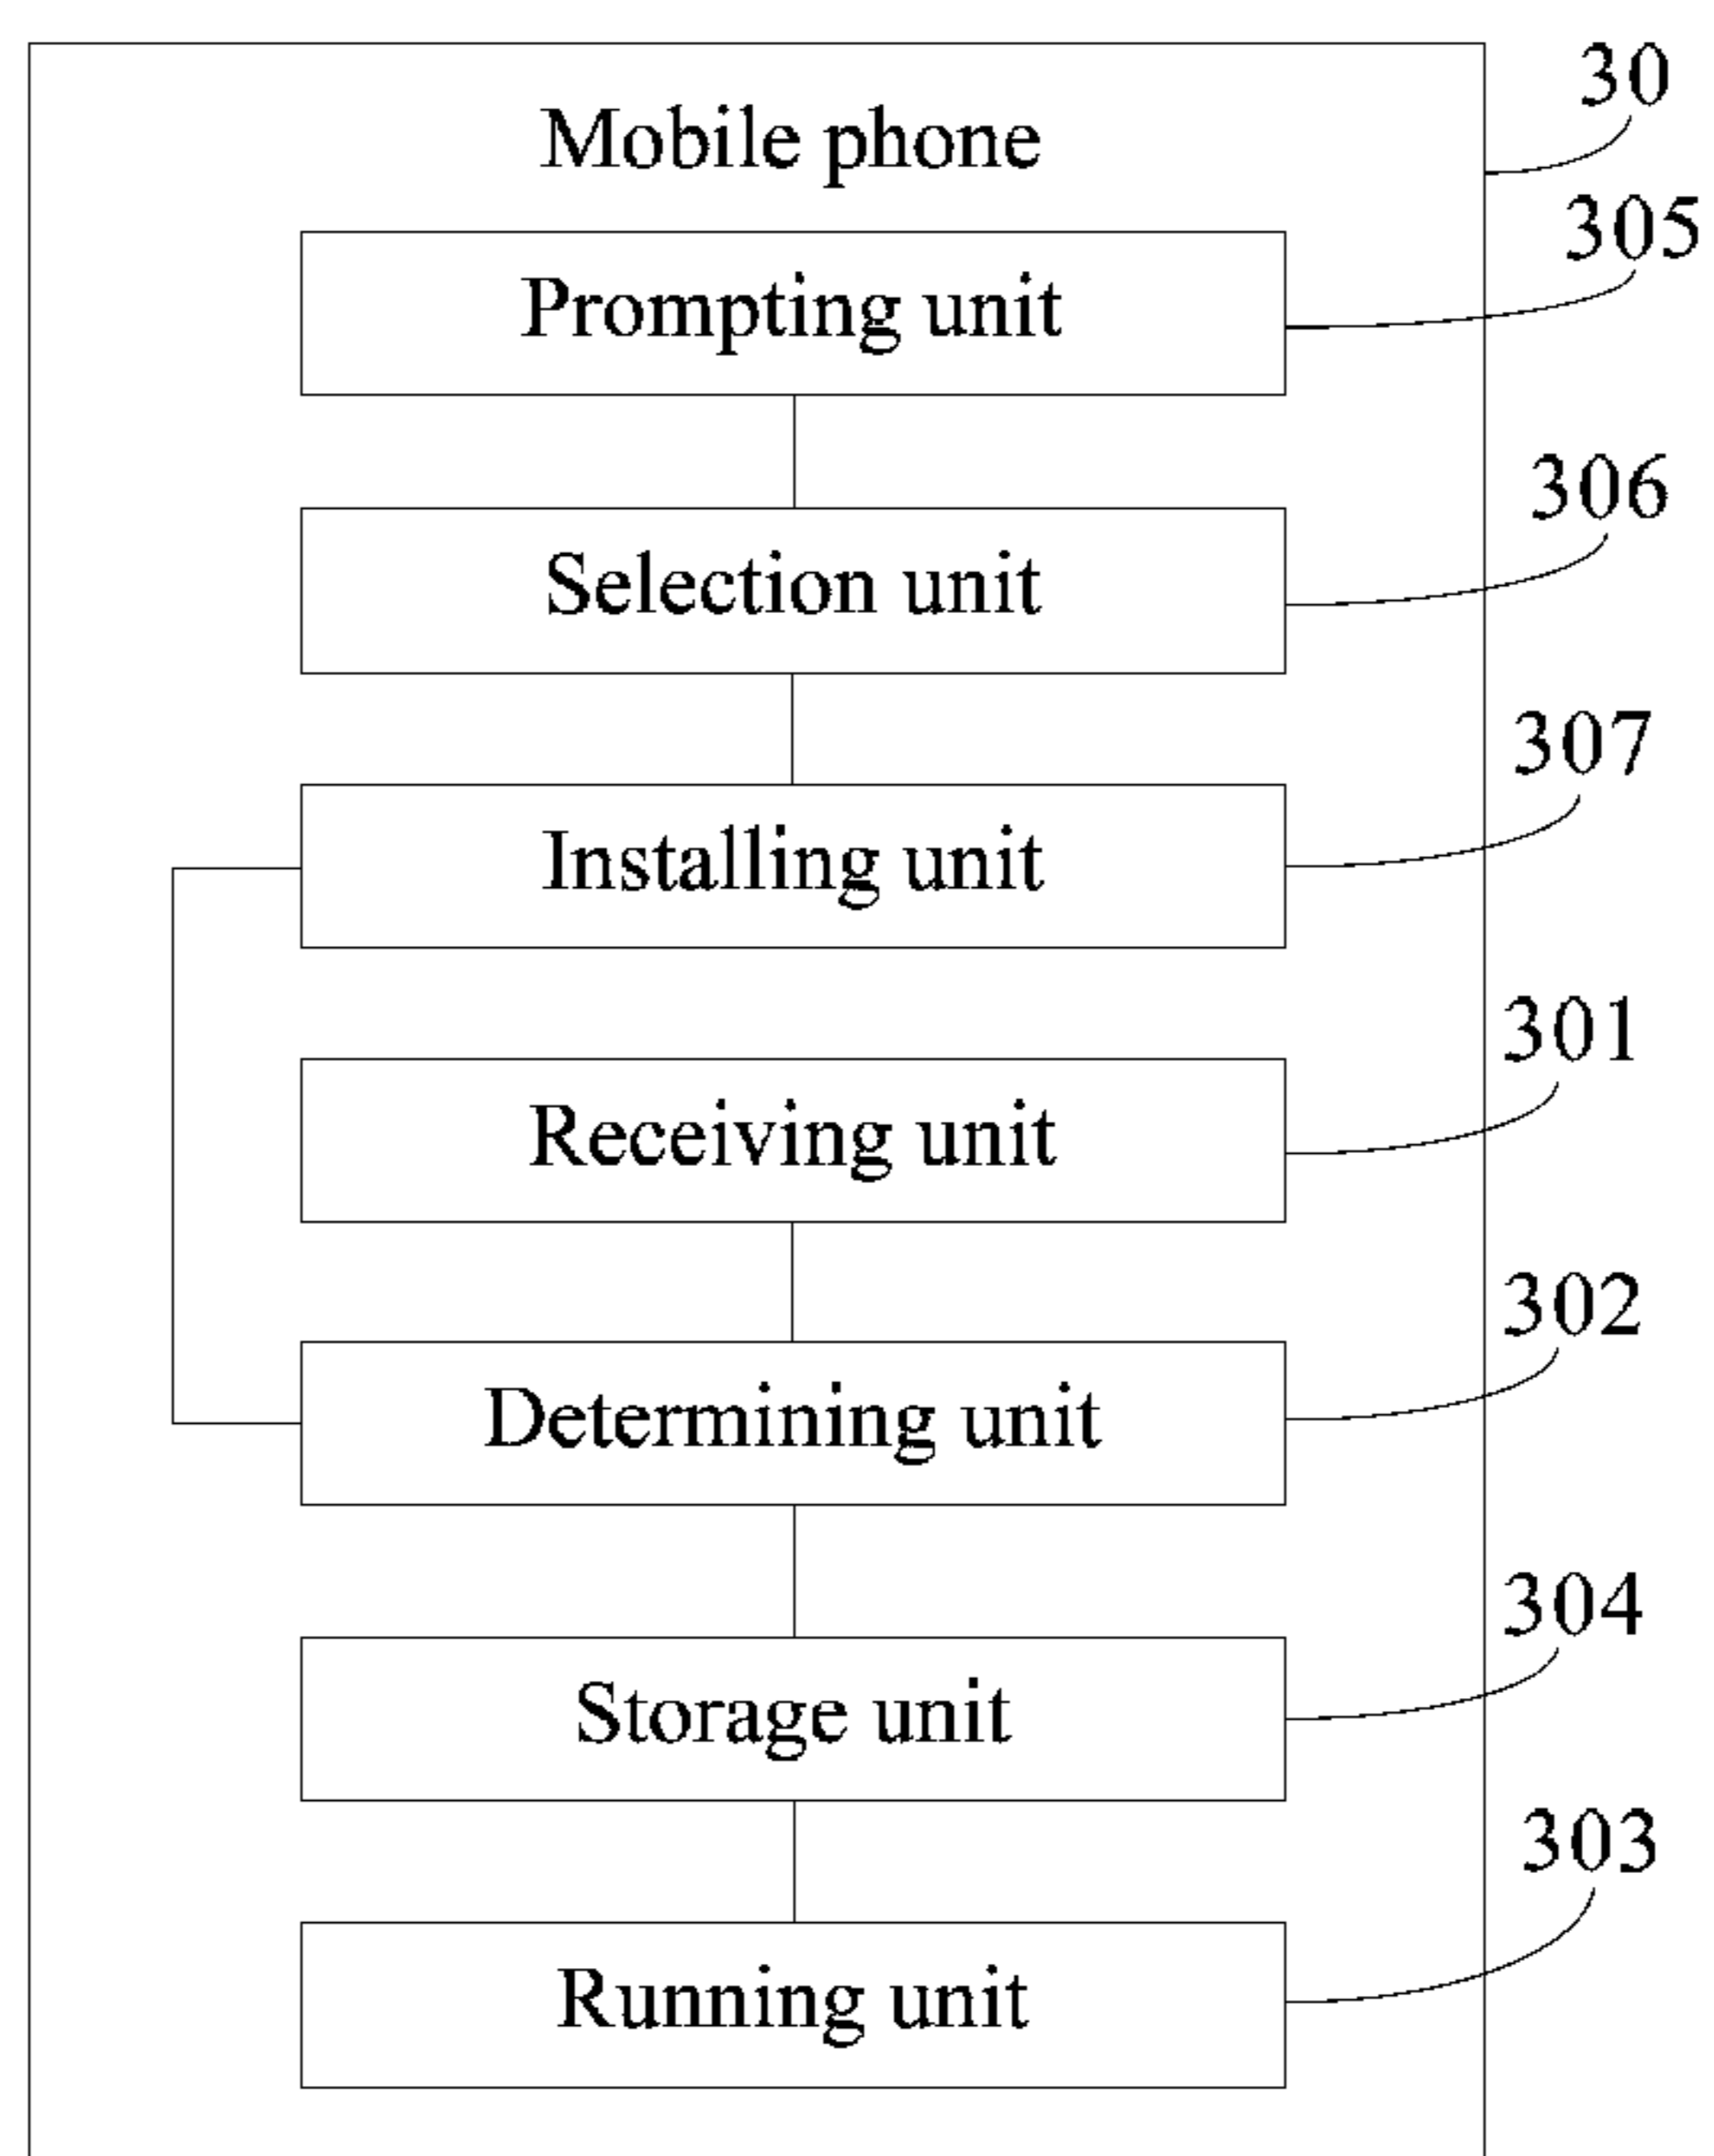 30
Mobile phone
305
Prompting unit
306
Selection unit
307
Installing unit
301
Receiving unit
302
Determining unit
304
Storage unit
303
Running unit